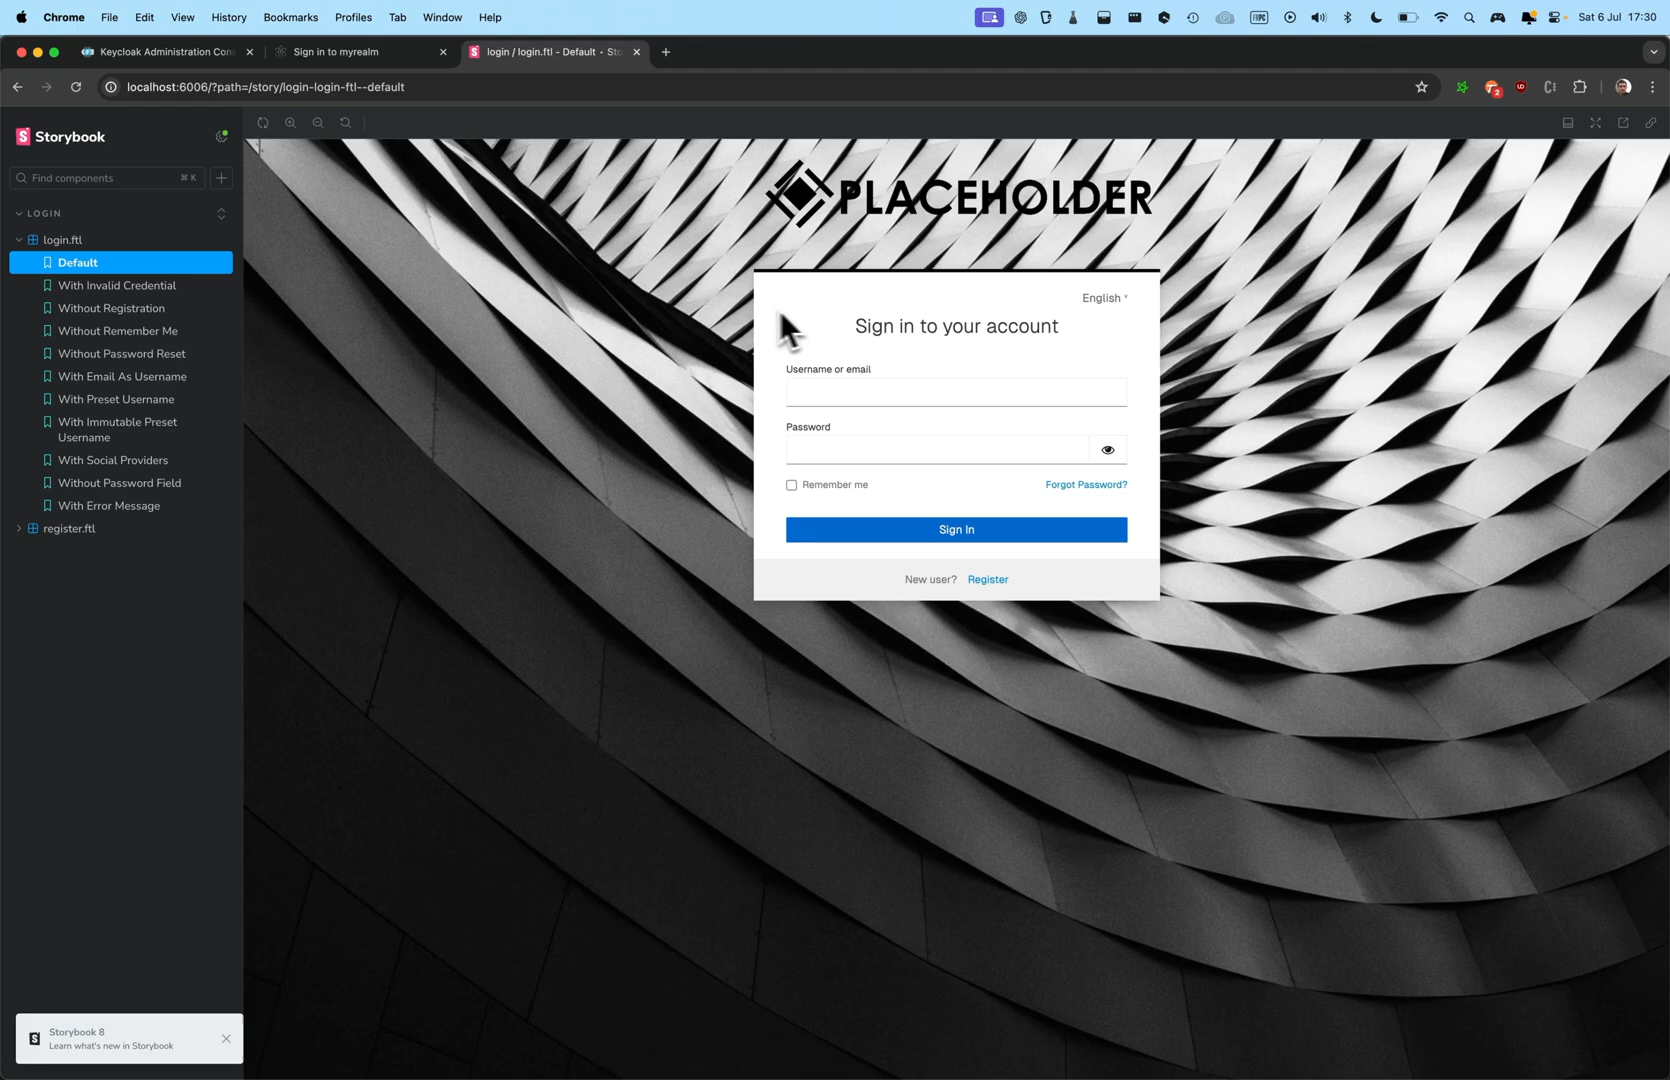 Chrome File Edit View History Bookmarks Profiles Tab Window Help
Sat 6 Jul 17:30
Keycloak Administration Con
Sign in to myrealm
login / login.ftl - Default • Sto
localhost:6006/?path=/story/login-login-ftl--default
2
Storybook
Find components
⌘ K
LOGIN
login.ftl
Default
With Invalid Credential
Without Registration
Without Remember Me
Without Password Reset
With Email As Username
With Preset Username
With Immutable Preset
Username
With Social Providers
Without Password Field
With Error Message
register.ftl
Storybook 8
Learn what's new in Storybook
PLACEHOLDER
English
Sign in to your account
Username or email
Password
Remember me
Forgot Password?
Sign In
New user? Register